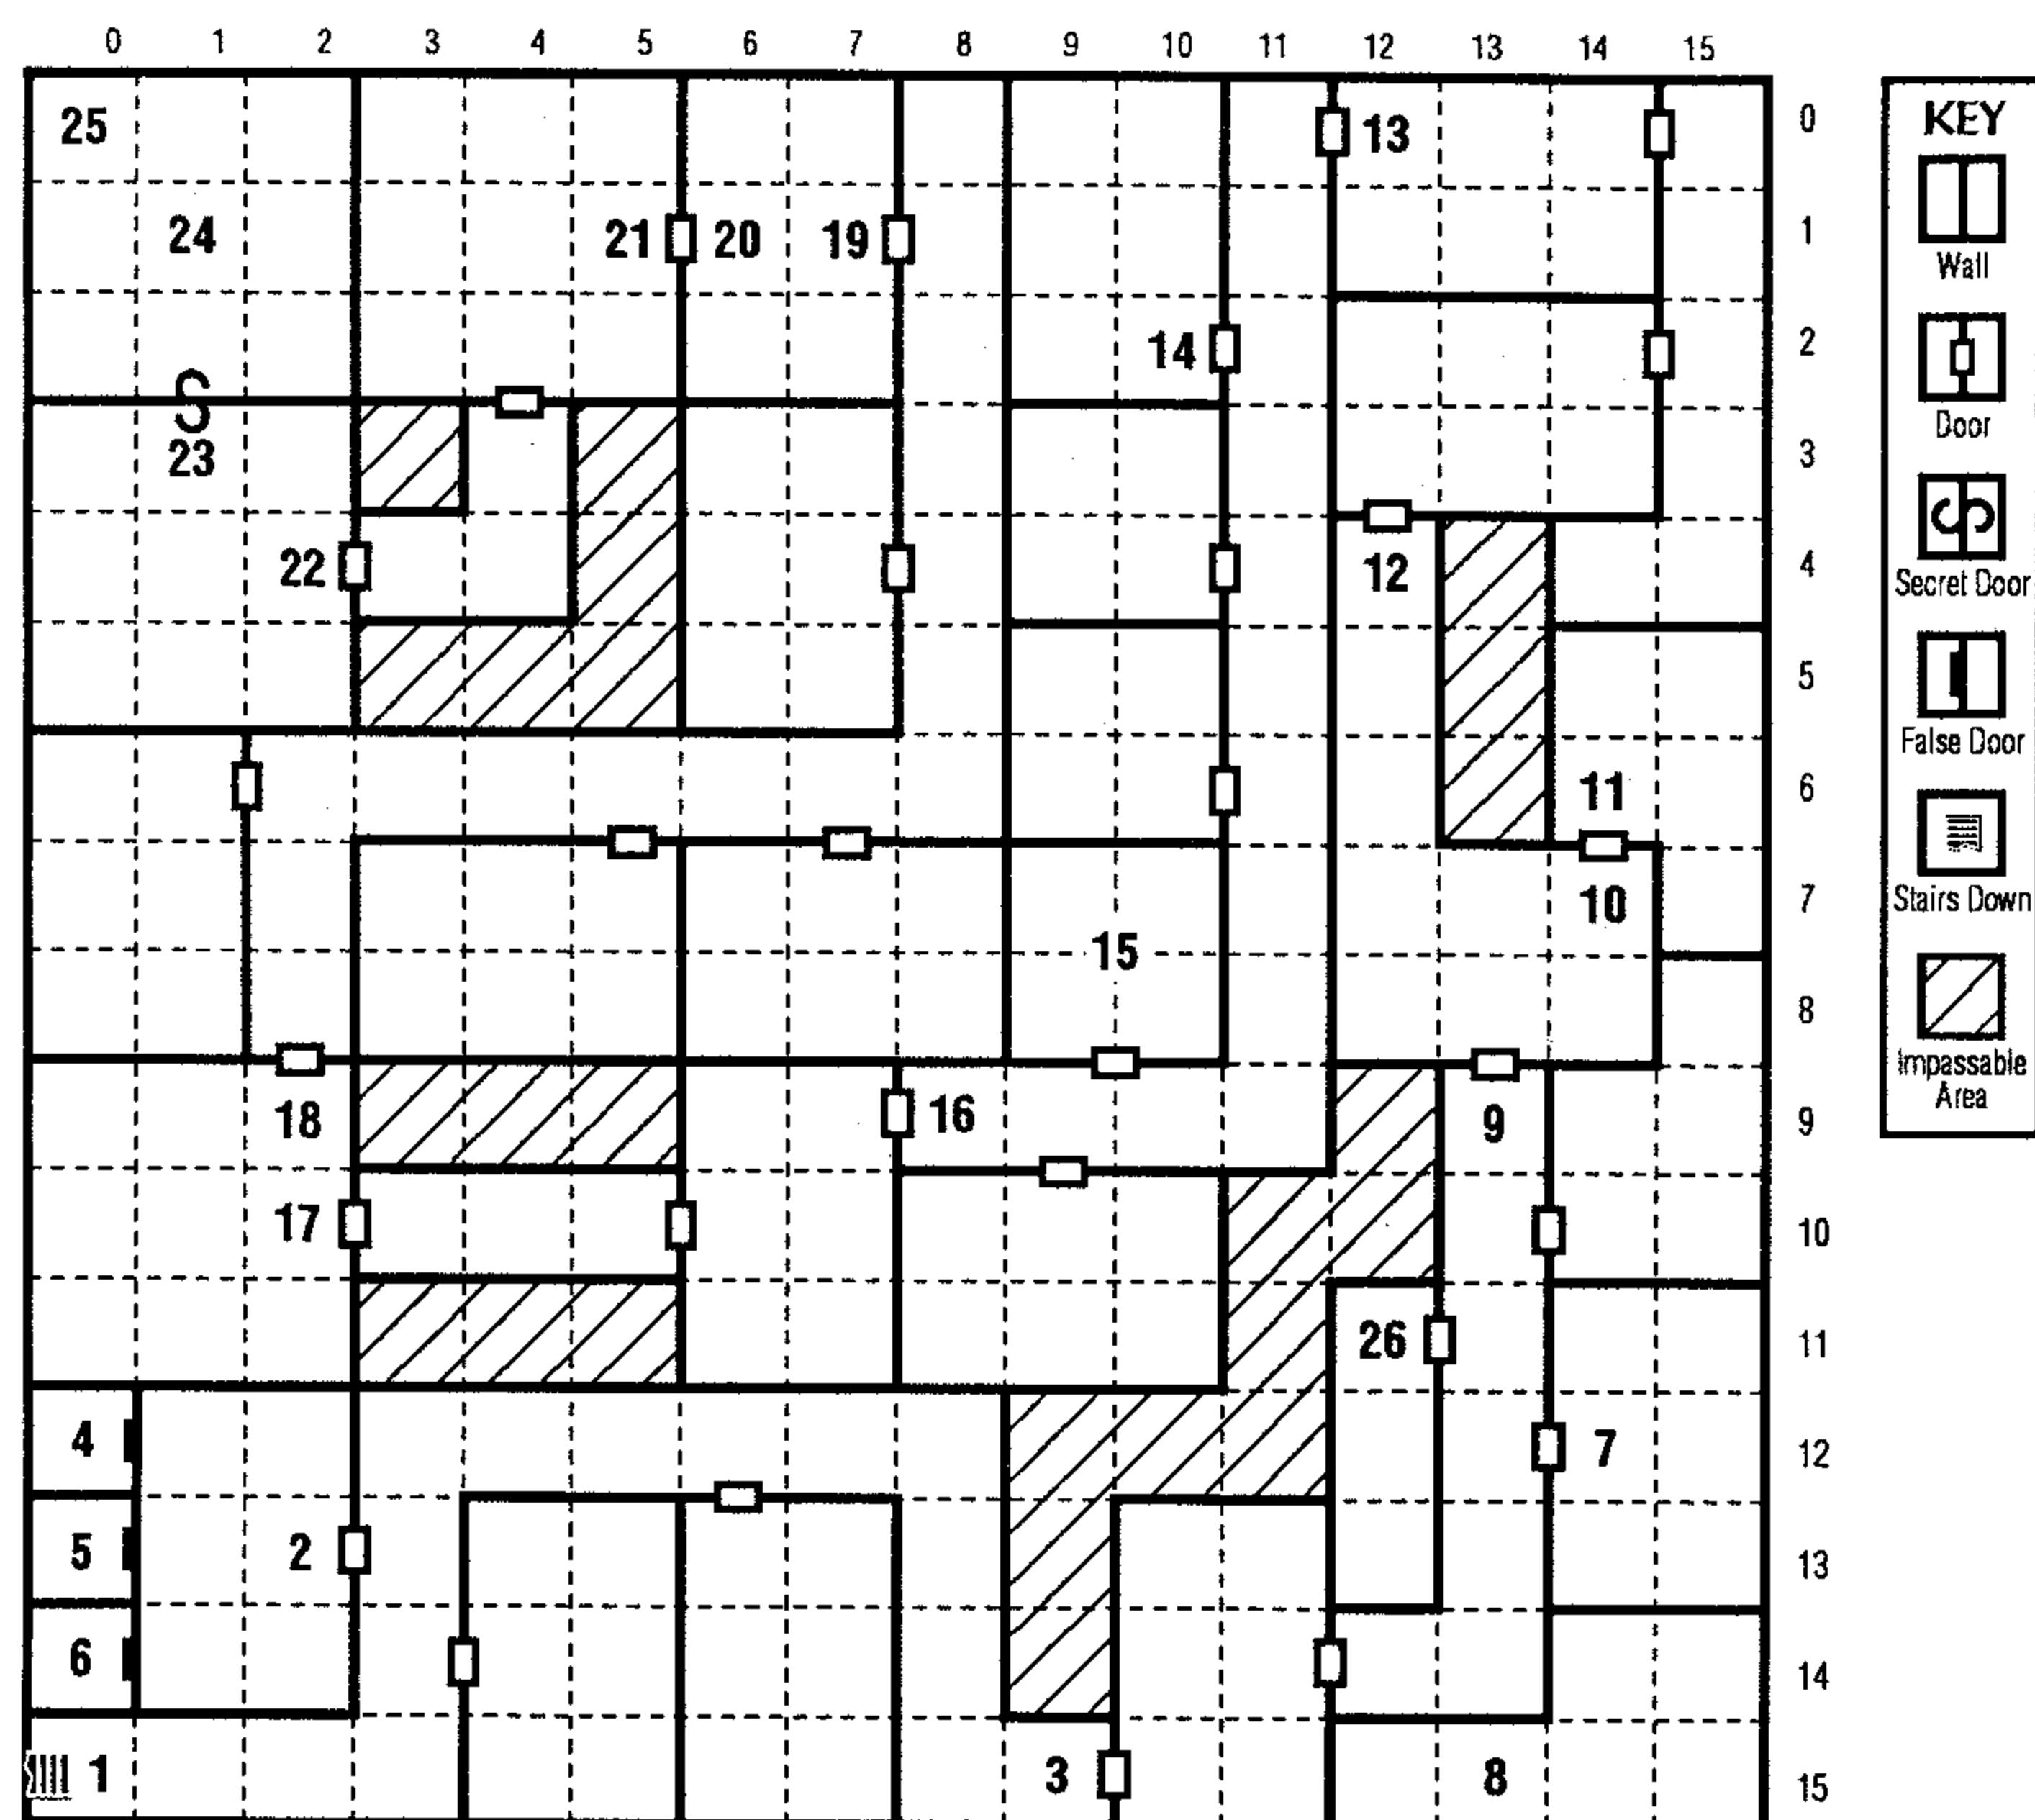 0 1 2 3 4 5 6 7 8 9 10 11 12 13 14 15
25 13 0
24 21 20 19 1
14 2
S
23 3
22 12 4
5
11 6
10 7
15
8
18 16 9 9
17 10
26 11
4 7 12
5 2 13
6 14
1 3 8 15
KEY
Wall
Door
S
Secret Door
False Door
Stairs Down
Impassable
Area